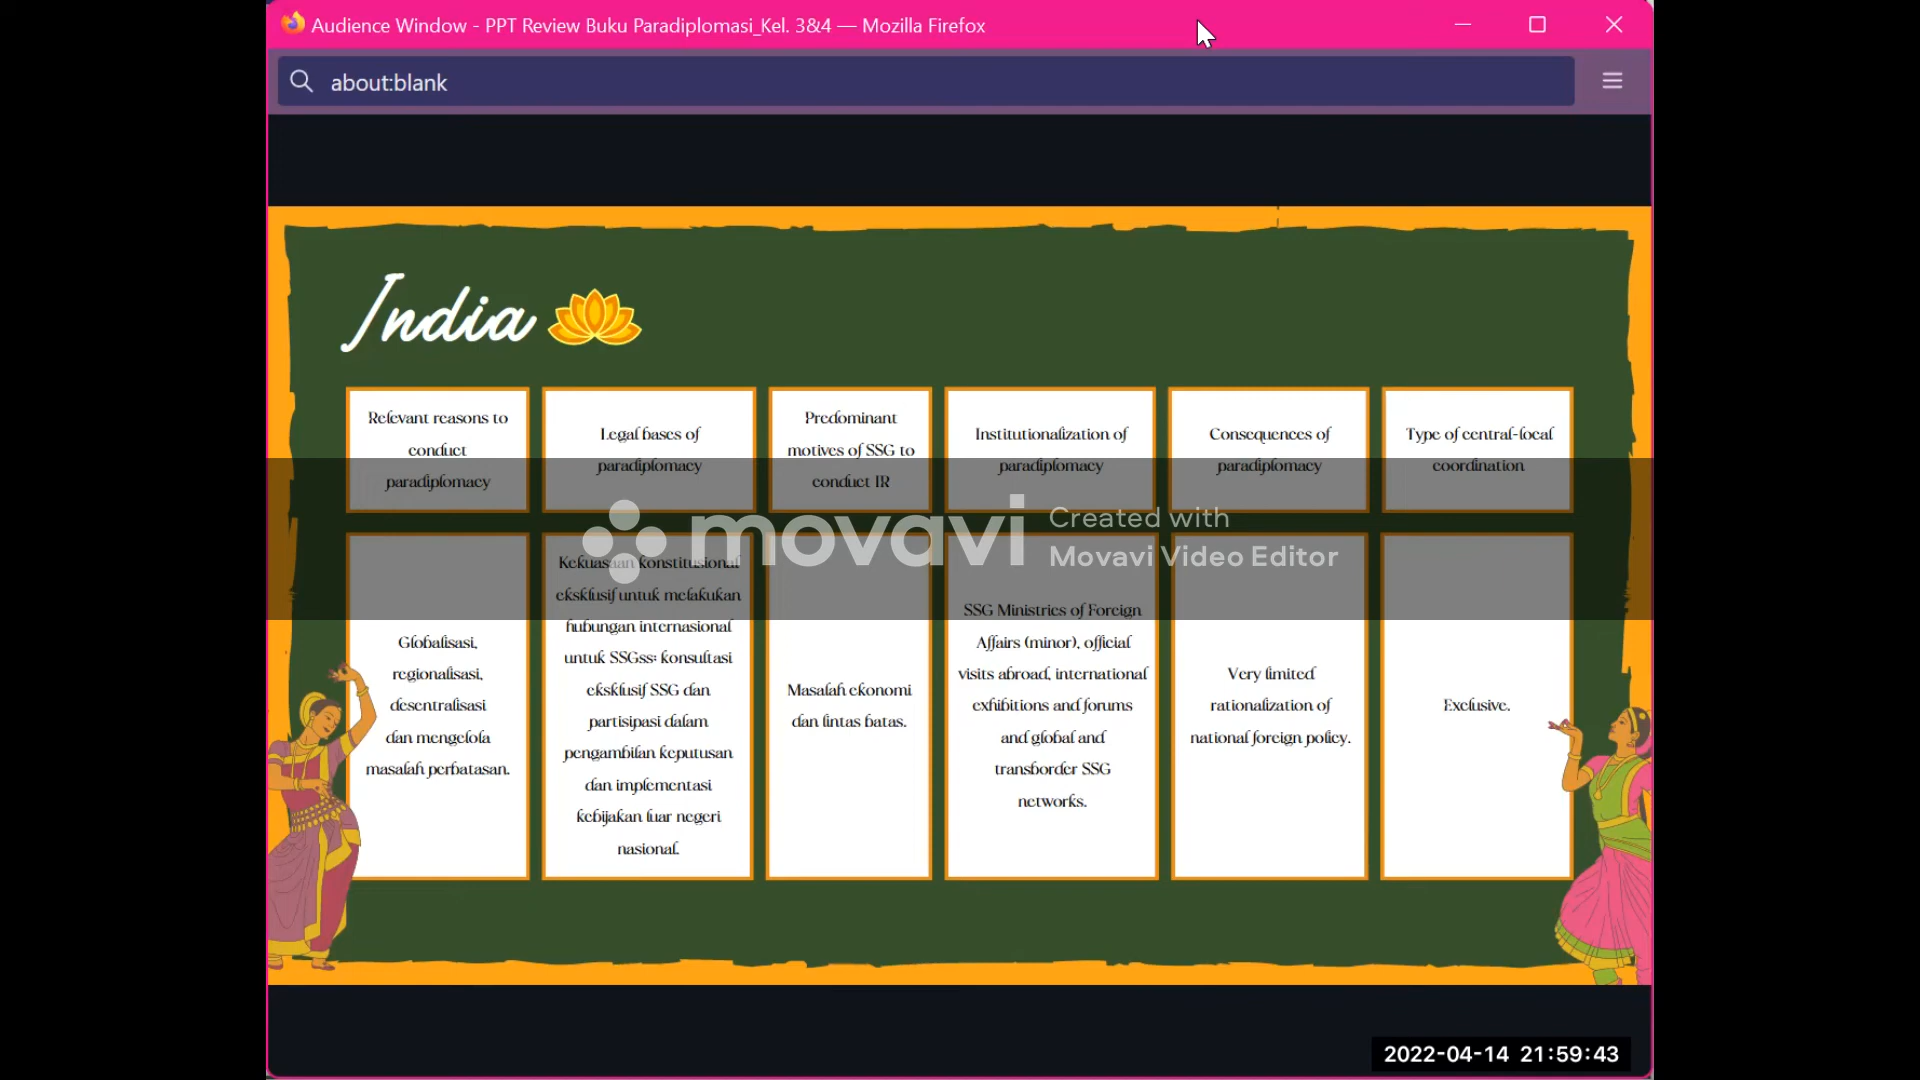 Audience Window - PPT Review Buku Paradiplomasi_Kel. 3&4 — Mozilla Firefox
about:blank
India
Relevant reasons to
conduct
paradiplomacy
Legal bases of
paradiplomacy
Predominant
motives of SSG to
conduct IR
Institutionalization of
paradiplomacy
Consequences of
paradiplomacy
Type of central-local
coordination
movavi
Created with
Movavi Video Editor
Globalisasi,
regionalisasi,
desentralisasi
dan mengelola
masalah perbatasan.
Kekuasaan konstitusional
eksklusif untuk melakukan
hubungan internasional
untuk SSGss: konsultasi
eksklusif SSG dan
partisipasi dalam
pengambilan keputusan
dan implementasi
kebijakan luar negeri
nasional.
Masalah ekonomi
dan lintas batas.
SSG Ministries of Foreign
Affairs (minor), official
visits abroad, international
exhibitions and forums
and global and
transborder SSG
networks.
Very limited
rationalization of
national foreign policy.
Exclusive.
2022-04-14 21:59:43